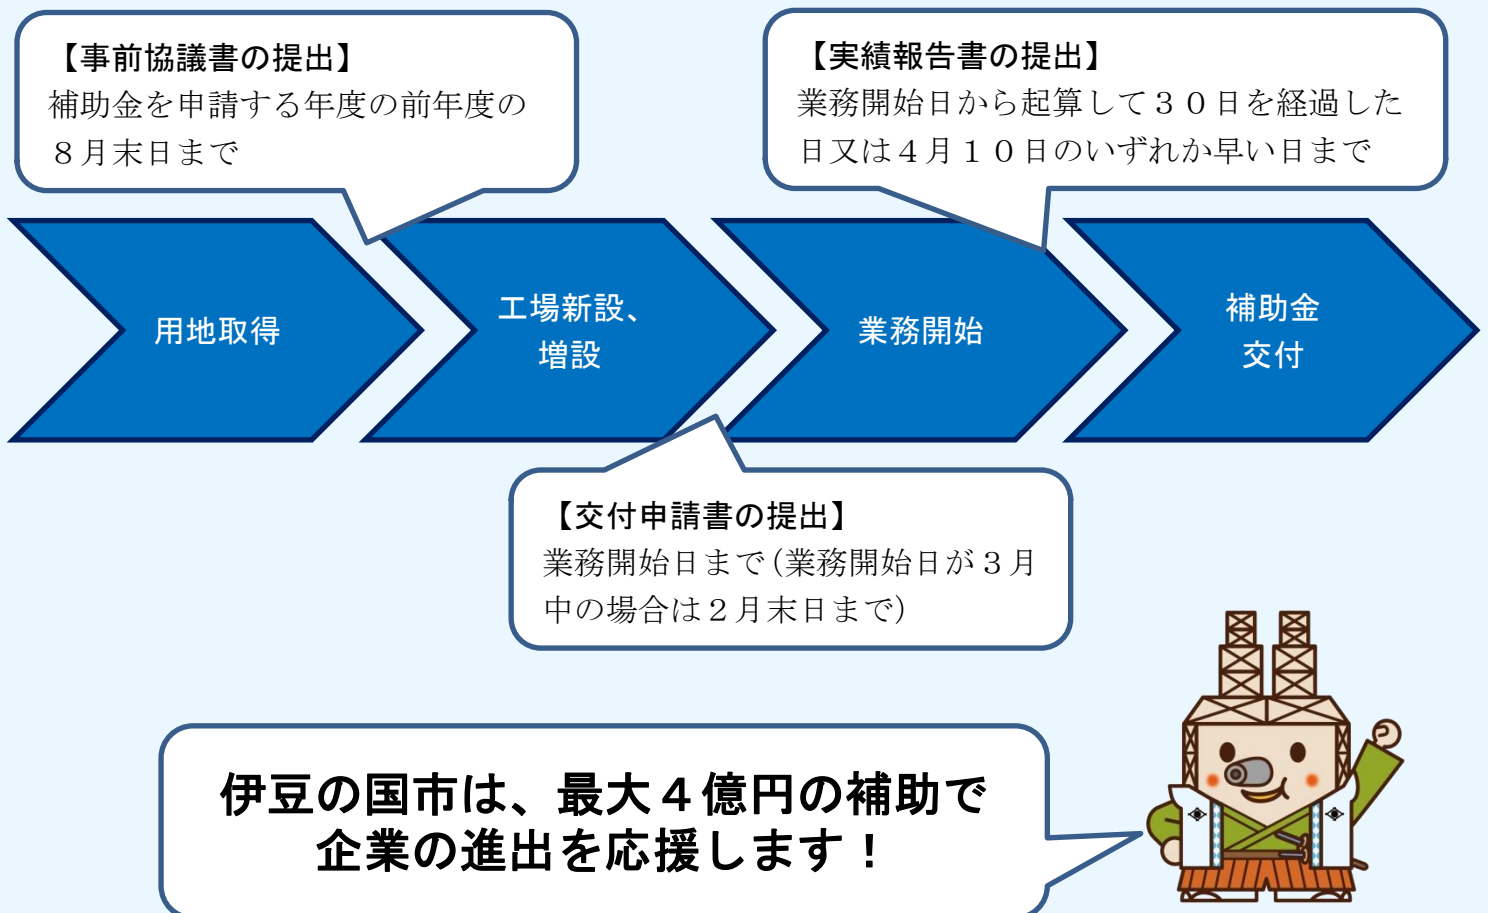 【事前協議書の提出】
補助金を申請する年度の前年度の
８月末日まで
【実績報告書の提出】
業務開始日から起算して３０日を経過した
日又は４月１０日のいずれか早い日まで
用地取得
工場新設、
増設
業務開始
補助金
交付
【交付申請書の提出】
業務開始日まで（業務開始日が３月
中の場合は２月末日まで）
伊豆の国市は、最大４億円の補助で
企業の進出を応援します！